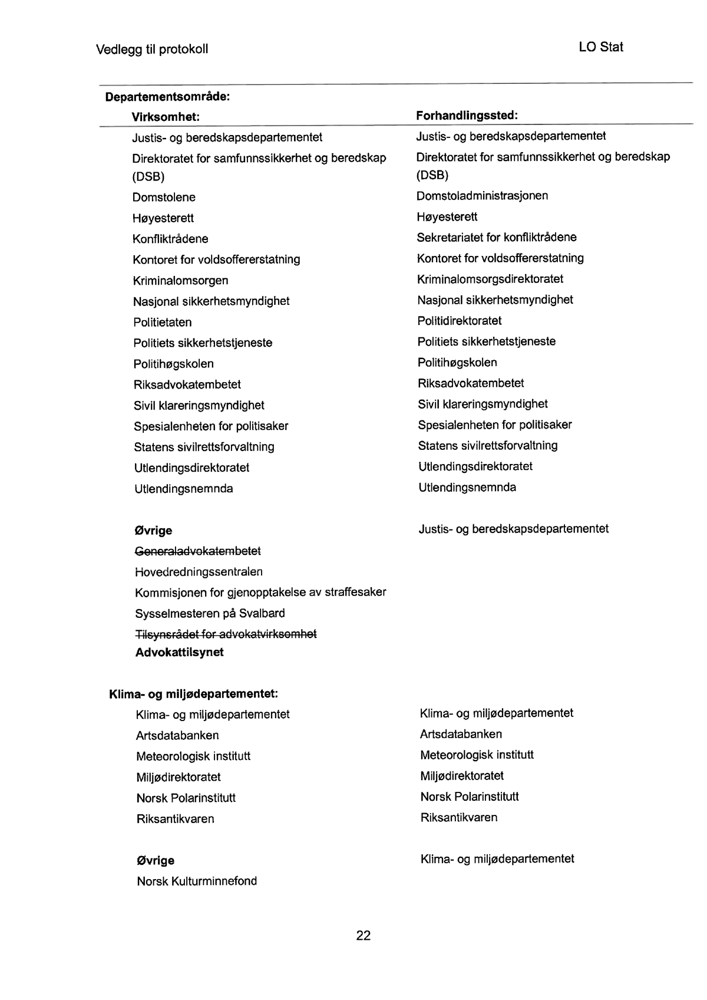 Vedlegg til protokoll LO Stat
Departementsområde:
Virksomhet: Forhandlingssted:
Justis- og beredskapsdepartementet Justis- og beredskapsdepartementet
Direktoratet for samfunnssikkerhet og beredskap Direktoratet for samfunnssikkerhet og beredskap
(DSB) (DSB)
Domstolene Domstoladministrasjonen
Høyesterett Høyesterett
Konfliktrådene Sekretariatet for konfliktrådene
Kontoret for voldsoffererstatning Kontoret for voldsoffererstatning
Kriminalomsorgen Kriminalomsorgsdirektoratet
Nasjonal sikkerhetsmyndighet Nasjonal sikkerhetsmyndighet
Politietaten Politidirektoratet
Politiets sikkerhetstjeneste Politiets sikkerhetstjeneste
Politihøgskolen Politihøgskolen
Riksadvokatembetet Riksadvokatembetet
Sivil klareringsmyndighet Sivil klareringsmyndighet
Spesialenheten for politisaker Spesialenheten for politisaker
Statens sivilrettsforvaltning Statens sivilrettsforvaltning
Utlendingsdirektoratet Utlendingsdirektoratet
Utlendingsnemnda Utlendingsnemnda
Øvrige Justis- og beredskapsdepartementet
Generaladvokatembetet
Hovedredningssentralen
Kommisjonen for gjenopptakelse av straffesaker
Sysselmesteren på Svalbard
Tilsynsrådet for advokatvirksomhet
Advokattilsynet
Klima- og miljødepartementet:
Klima- og miljødepartementet Klima- og miljødepartementet
Artsdatabanken Artsdatabanken
Meteorologisk institutt Meteorologisk institutt
Miljødirektoratet Miljødirektoratet
Norsk Polarinstitutt Norsk Polarinstitutt
Riksantikvaren Riksantikvaren
Øvrige Klima- og miljødepartementet
Norsk Kulturminnefond
22